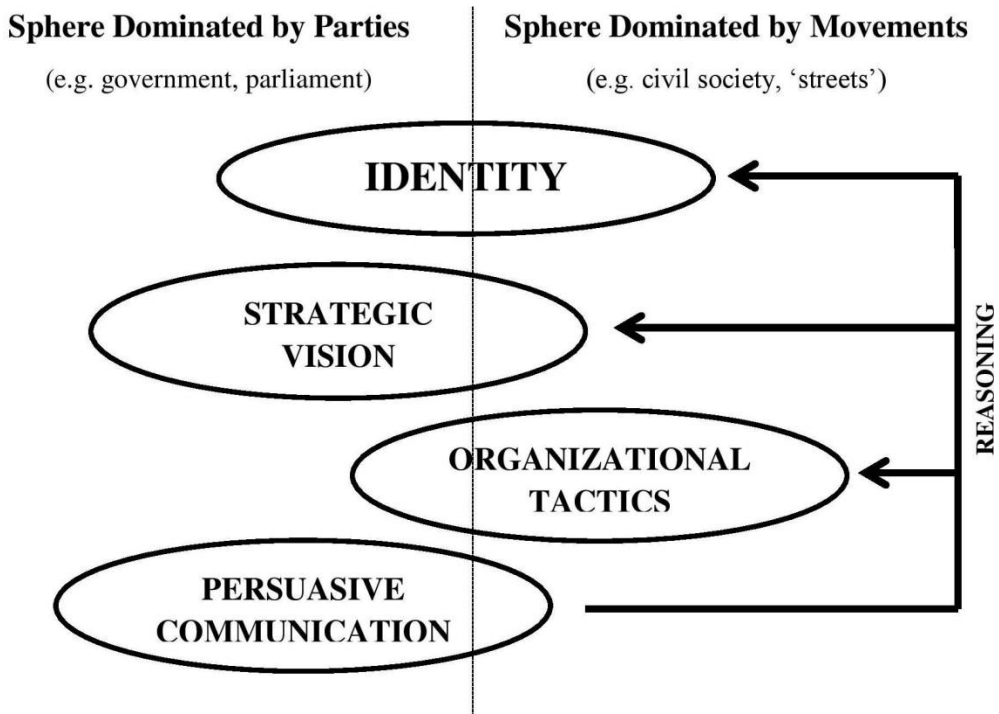 Sphere Dominated by Parties
(e.g. government, parliament)
Sphere Dominated by Movements
(e.g. civil society, ‘streets’)
IDENTITY
STRATEGIC
VISION
ORGANIZATIONAL
TACTICS
PERSUASIVE
COMMUNICATION
REASONING